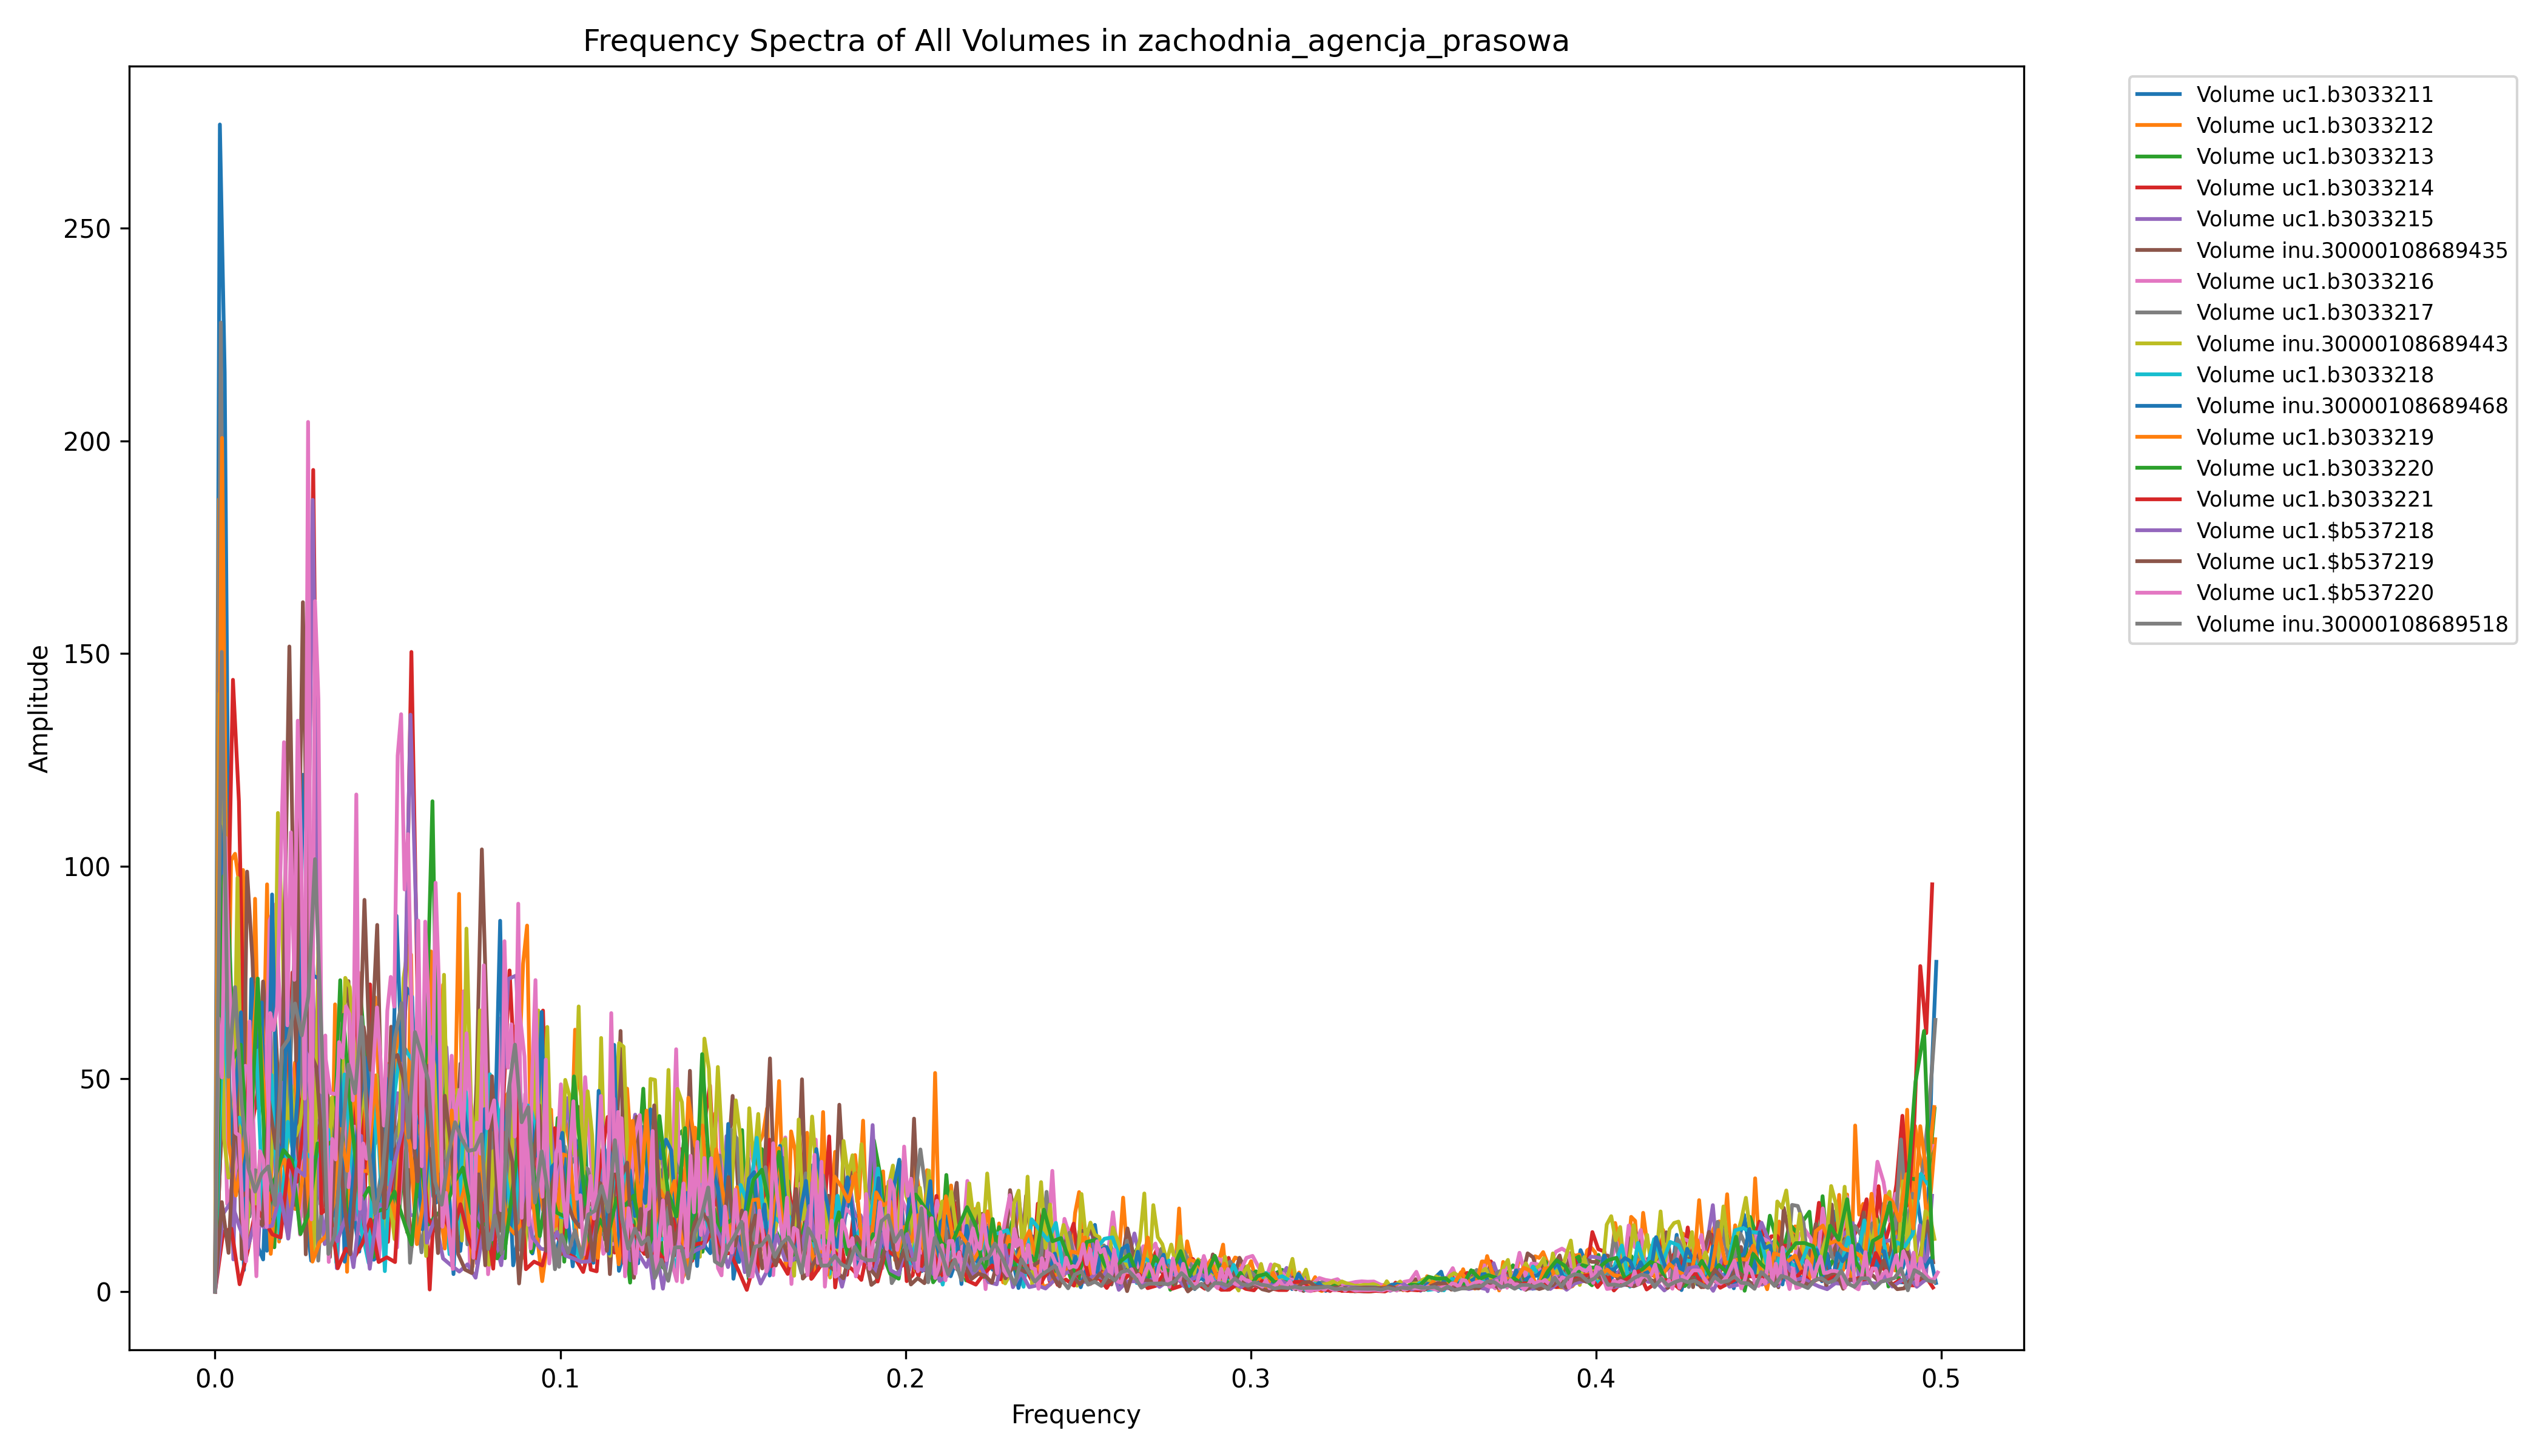 Frequency Spectra of All Volumes in zachodnia_agencja_prasowa
Amplitude
250
200
150
100
50
0
0.0 0.1 0.2 0.3 0.4 0.5
Frequency
Volume uc1.b3033211
Volume uc1.b3033212
Volume uc1.b3033213
Volume uc1.b3033214
Volume uc1.b3033215
Volume inu.30000108689435
Volume uc1.b3033216
Volume uc1.b3033217
Volume inu.30000108689443
Volume uc1.b3033218
Volume inu.30000108689468
Volume uc1.b3033219
Volume uc1.b3033220
Volume uc1.b3033221
Volume uc1.$b537218
Volume uc1.$b537219
Volume uc1.$b537220
Volume inu.30000108689518